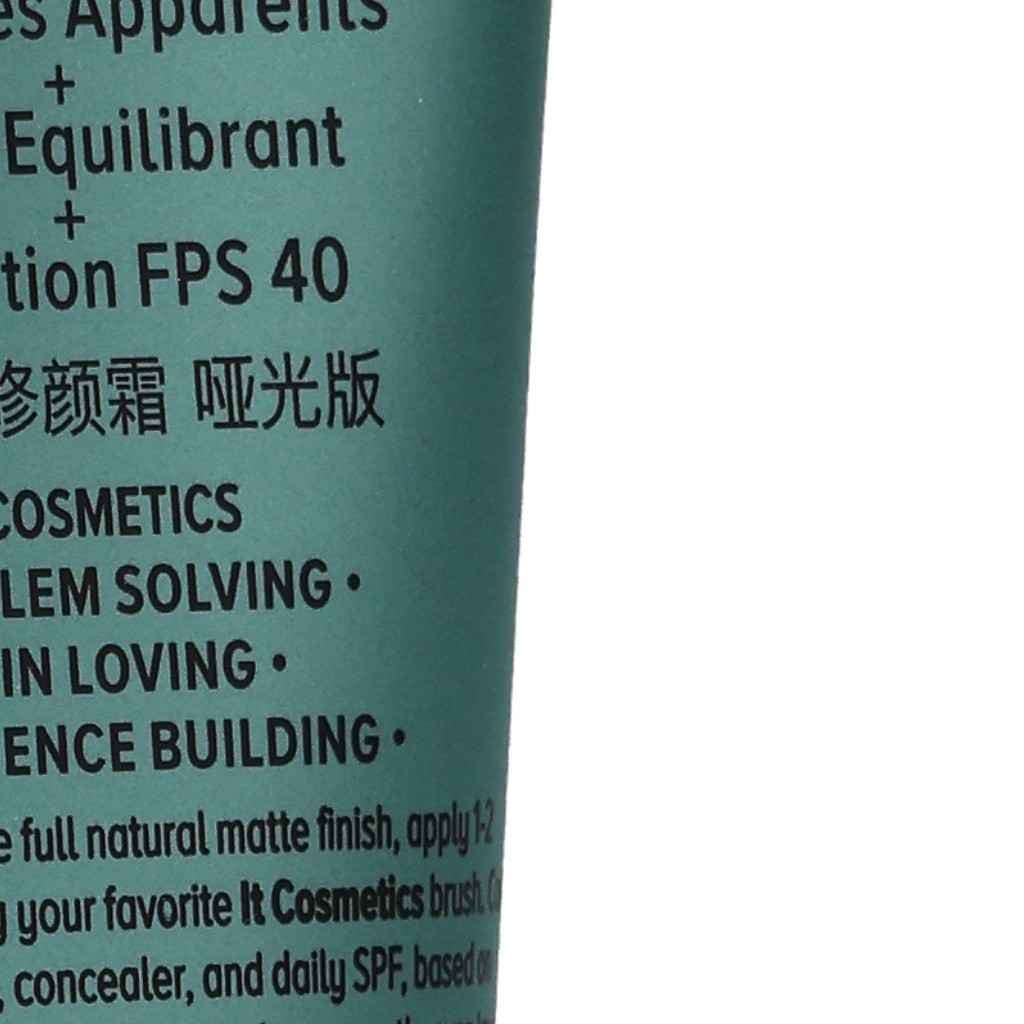 es Apparents
+
Equilibrant
+
tion FPS 40
修颜霜 哑光版
COSMETICS
LEM SOLVING •
IN LOVING •
ENCE BUILDING •
e full natural matte finish, apply 1-2
g your favorite It Cosmetics brush.
, concealer, and daily SPF, based on